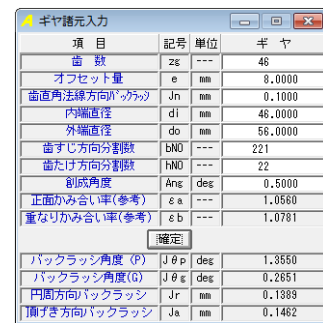 ギヤ諸元入力
項 目 記号 単位 ギ ヤ
歯 数 zg --- 46
オフセット量 e mm 8.0000
歯直角法線方向バックラッシ Jn mm 0.1000
内端直径 di mm 46.0000
外端直径 do mm 56.0000
歯すじ方向分割数 bNO --- 221
歯たけ方向分割数 hNO 22
創成角度 Ang deg 0.5000
正面かみ合い率(参考) εa --- 1.0560
重なりかみ合い率(参考) εb --- 1.0781
確定
バックラッシ角度(P) Jθp deg 1.3550
バックラッシ角度(G) Jθg deg 0.2651
円周方向バックラッシ Jr mm 0.1389
頂げき方向バックラッシ Ja mm 0.1462